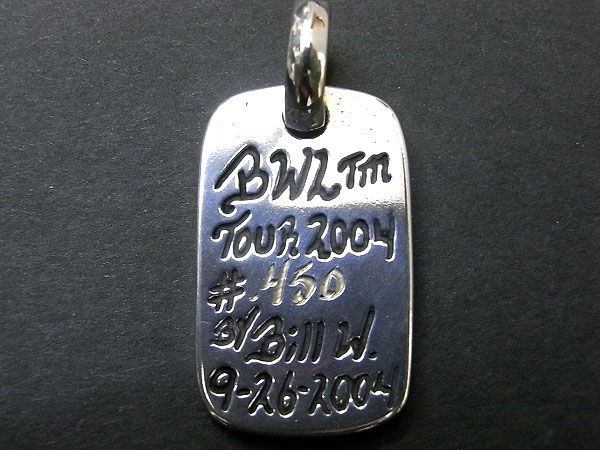 BWL TM
TOUR 2004
#.450
BY Bill W.
9-26-2004